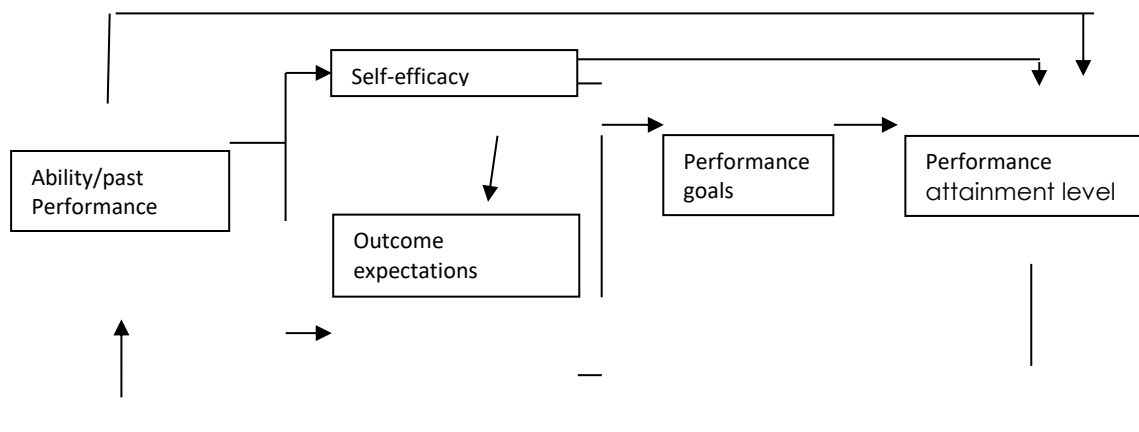 Self-efficacy
Ability/past
Performance
Outcome
expectations
Performance
goals
Performance
attainment level